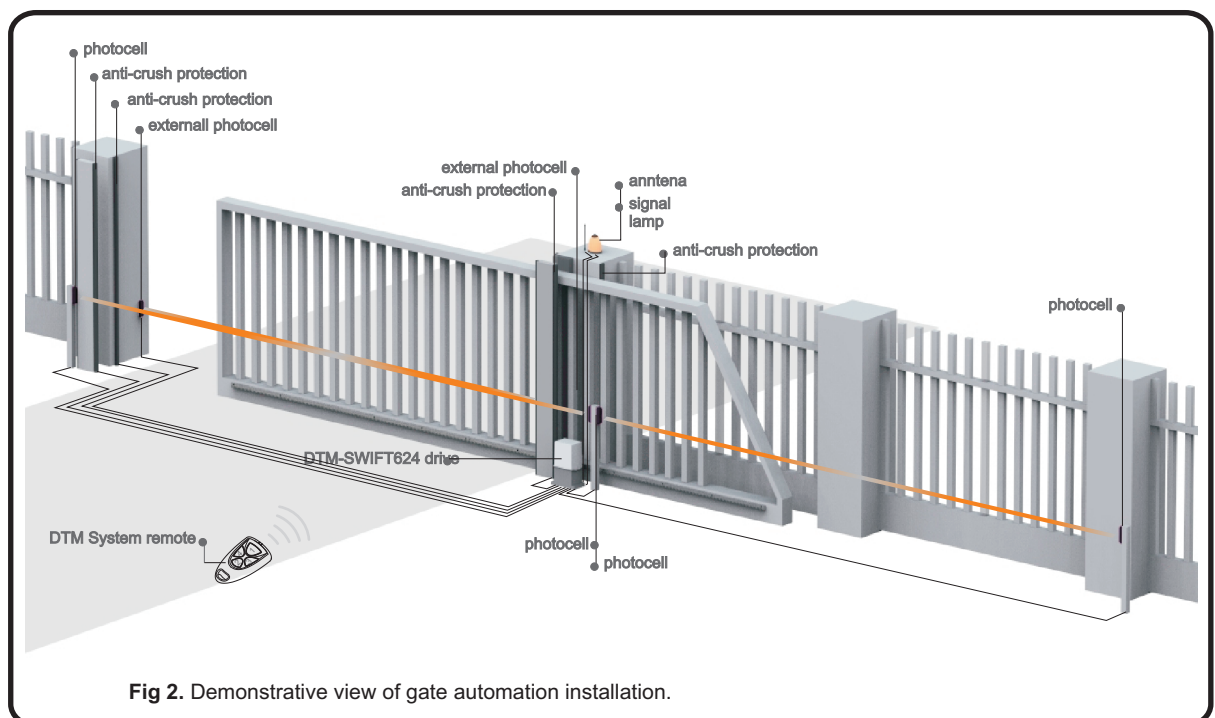 photocell
anti-crush protection
anti-crush protection
externall photocell
external photocell
anti-crush protection
anntena
signal
lamp
anti-crush protection
photocell
DTM-SWIFT624 drive
DTM System remote
photocell
photocell
Fig 2. Demonstrative view of gate automation installation.